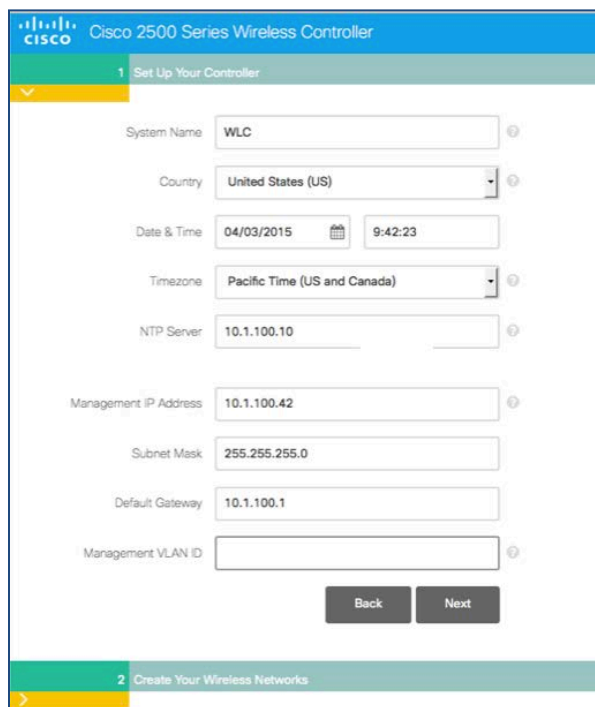 CISCO Cisco 2500 Series Wireless Controller
1 Set Up Your Controller
System Name WLC
Country United States (US)
Date & Time 04/03/2015 9:42:23
Timezone Pacific Time (US and Canada)
NTP Server 10.1.100.10
Management IP Address 10.1.100.42
Subnet Mask 255.255.255.0
Default Gateway 10.1.100.1
Management VLAN ID
Back Next
2 Create Your Wireless Networks